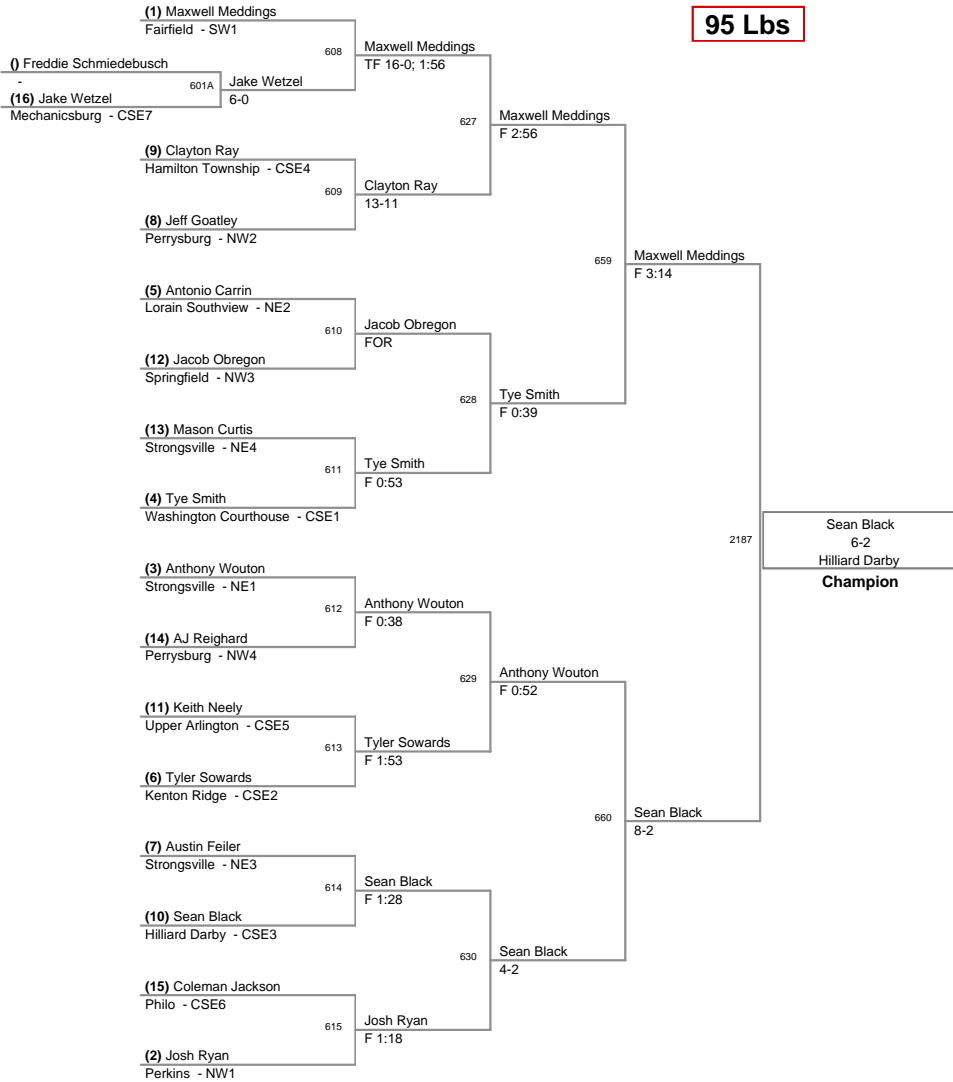 95 Lbs
(1) Maxwell Meddings
Fairfield - SW1
608
Maxwell Meddings
TF 16-0; 1:56
() Freddie Schmiedebusch
-
601A
Jake Wetzel
6-0
(16) Jake Wetzel
Mechanicsburg - CSE7
627
Maxwell Meddings
F 2:56
(9) Clayton Ray
Hamilton Township - CSE4
609
Clayton Ray
13-11
(8) Jeff Goatley
Perrysburg - NW2
659
Maxwell Meddings
F 3:14
(5) Antonio Carrin
Lorain Southview - NE2
610
Jacob Obregon
FOR
(12) Jacob Obregon
Springfield - NW3
628
Tye Smith
F 0:39
(13) Mason Curtis
Strongsville - NE4
611
Tye Smith
F 0:53
(4) Tye Smith
Washington Courthouse - CSE1
2187
Sean Black
6-2
Hilliard Darby
Champion
(3) Anthony Wouton
Strongsville - NE1
612
Anthony Wouton
F 0:38
(14) AJ Reighard
Perrysburg - NW4
629
Anthony Wouton
F 0:52
(11) Keith Neely
Upper Arlington - CSE5
613
Tyler Sowards
F 1:53
(6) Tyler Sowards
Kenton Ridge - CSE2
660
Sean Black
8-2
(7) Austin Feiler
Strongsville - NE3
614
Sean Black
F 1:28
(10) Sean Black
Hilliard Darby - CSE3
630
Sean Black
4-2
(15) Coleman Jackson
Philo - CSE6
615
Josh Ryan
F 1:18
(2) Josh Ryan
Perkins - NW1